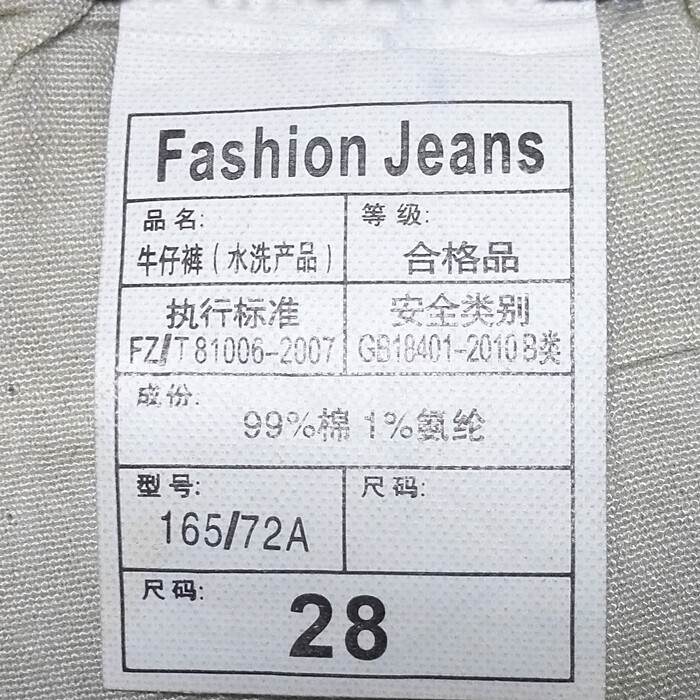 Fashion Jeans
品名:
等级:
牛仔裤(水洗产品)
合格品
执行标准
安全类别
FZ/T 81006-2007
GB18401-2010 B类
成份:
99%棉 1%氨纶
型号:
尺码:
165/72A
尺码:
28